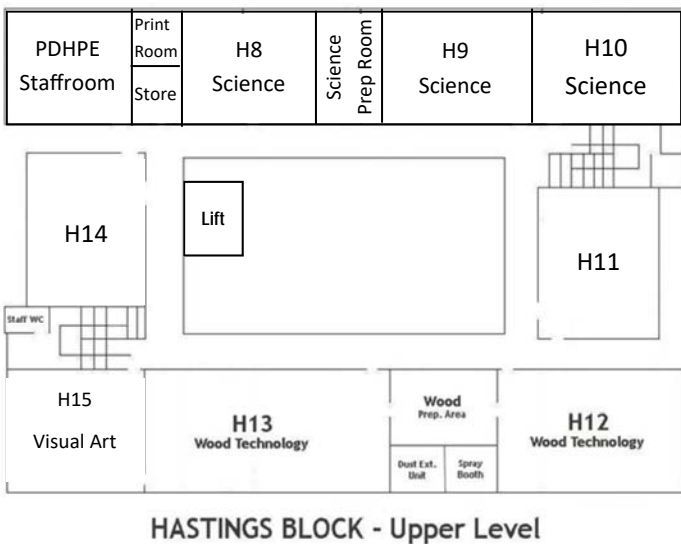 PDHPE
Staffroom
Print
Room
Store
H8
Science
Science
Prep Room
H9
Science
H10
Science
H14
Lift
H11
Staff WC
H15
Visual Art
H13
Wood Technology
Wood
Prep. Area
Dust Ext.
Unit
Spray
Booth
H12
Wood Technology
HASTINGS BLOCK - Upper Level